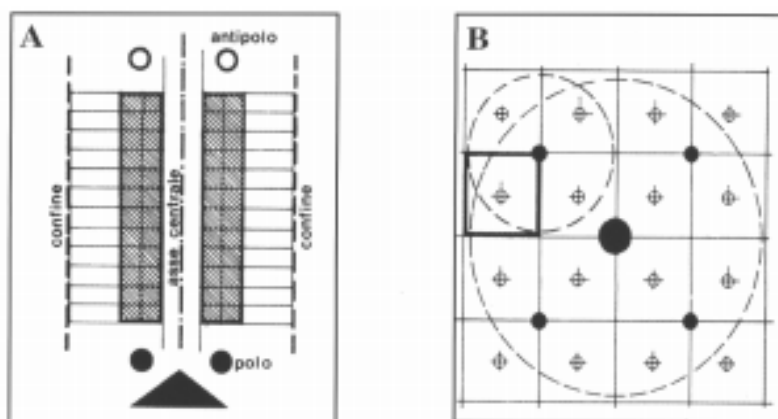 A
antipolo
confine
asse centrale
confine
polo
B